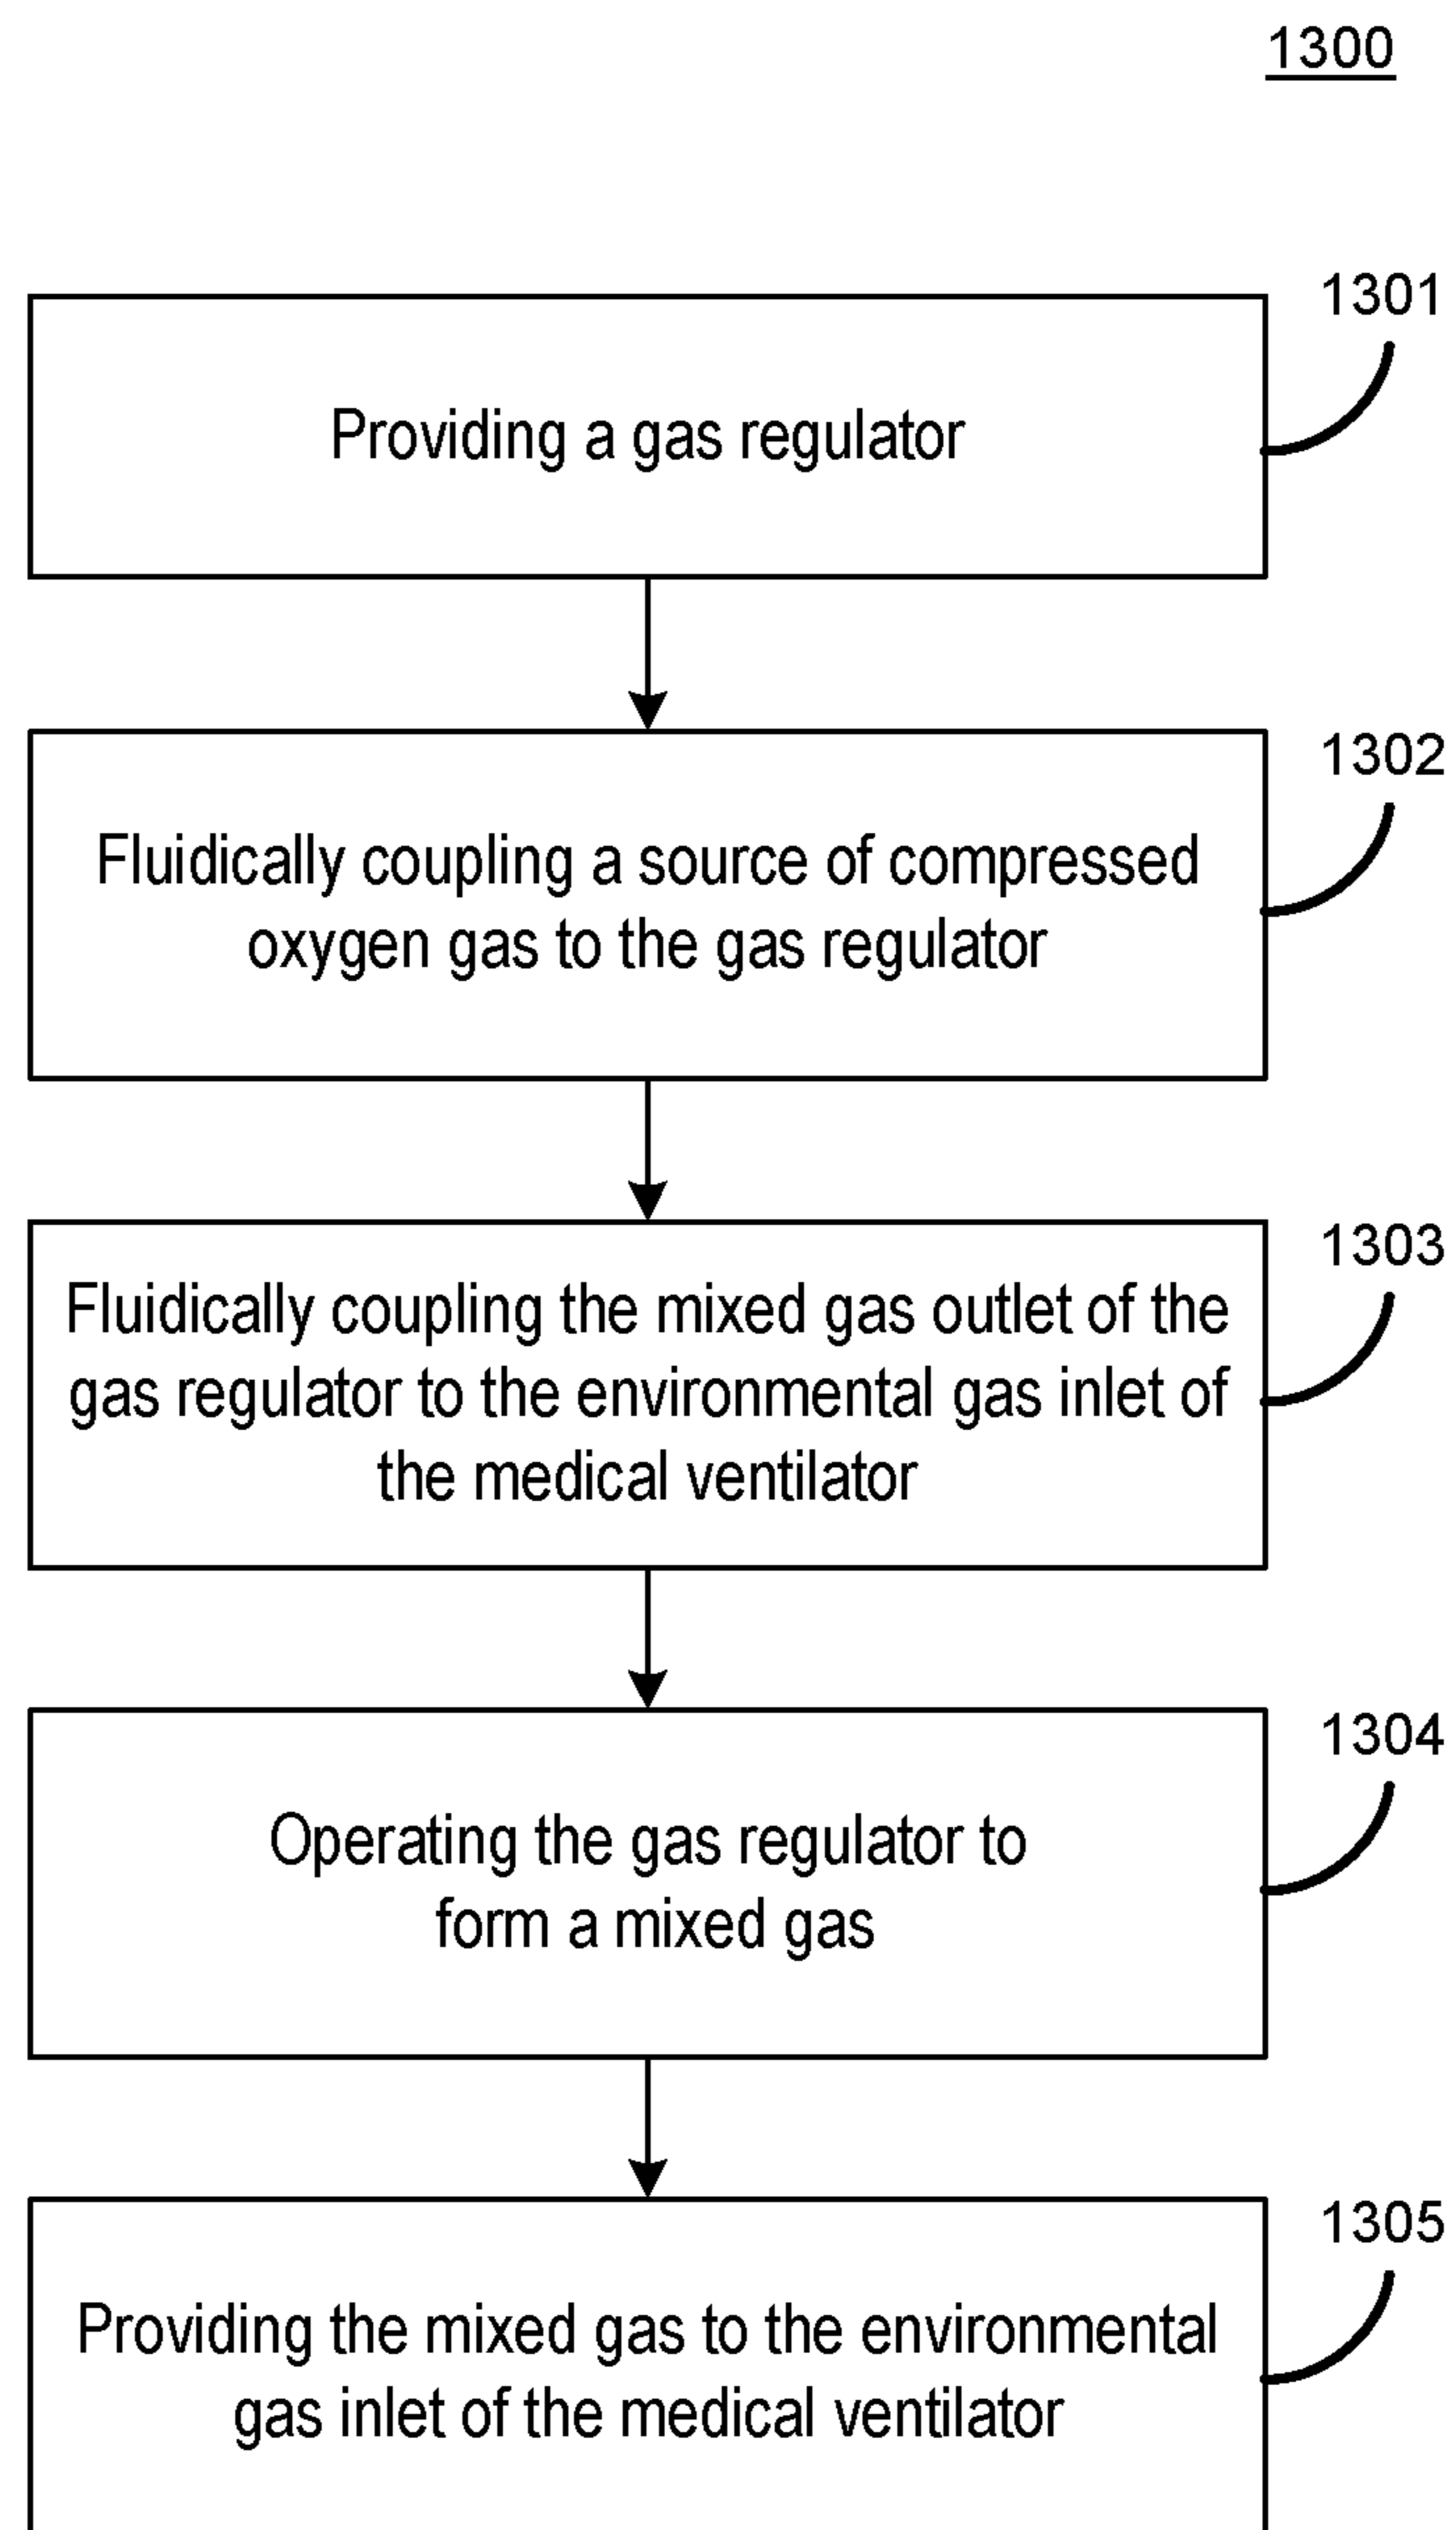 1300
1301
Providing a gas regulator
1302
Fluidically coupling a source of compressed
oxygen gas to the gas regulator
1303
Fluidically coupling the mixed gas outlet of the
gas regulator to the environmental gas inlet of
the medical ventilator
1304
Operating the gas regulator to
form a mixed gas
1305
Providing the mixed gas to the environmental
gas inlet of the medical ventilator